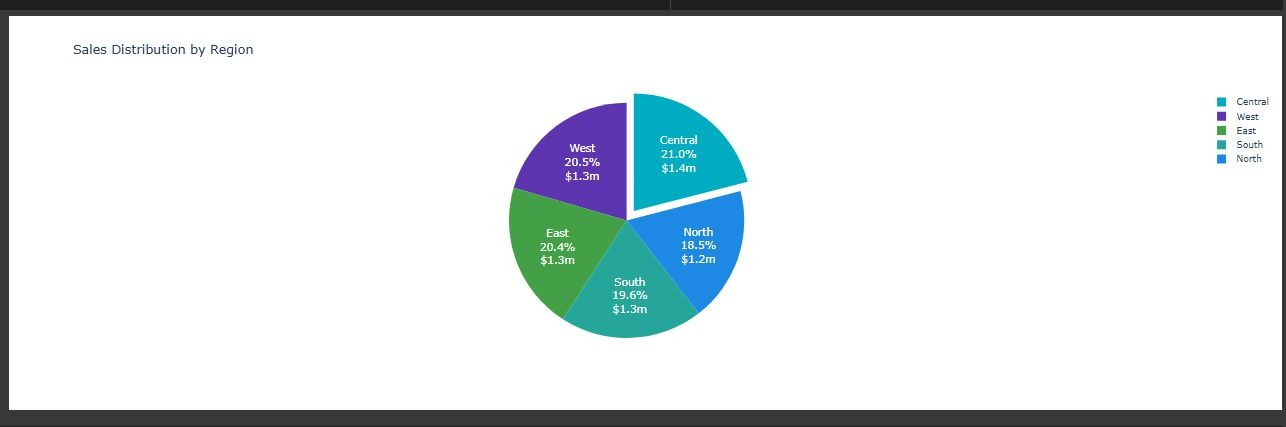 Sales Distribution by Region
Central
21.0%
$1.4m
West
20.5%
$1.3m
East
20.4%
$1.3m
South
19.6%
$1.3m
North
18.5%
$1.2m
Central
West
East
South
North